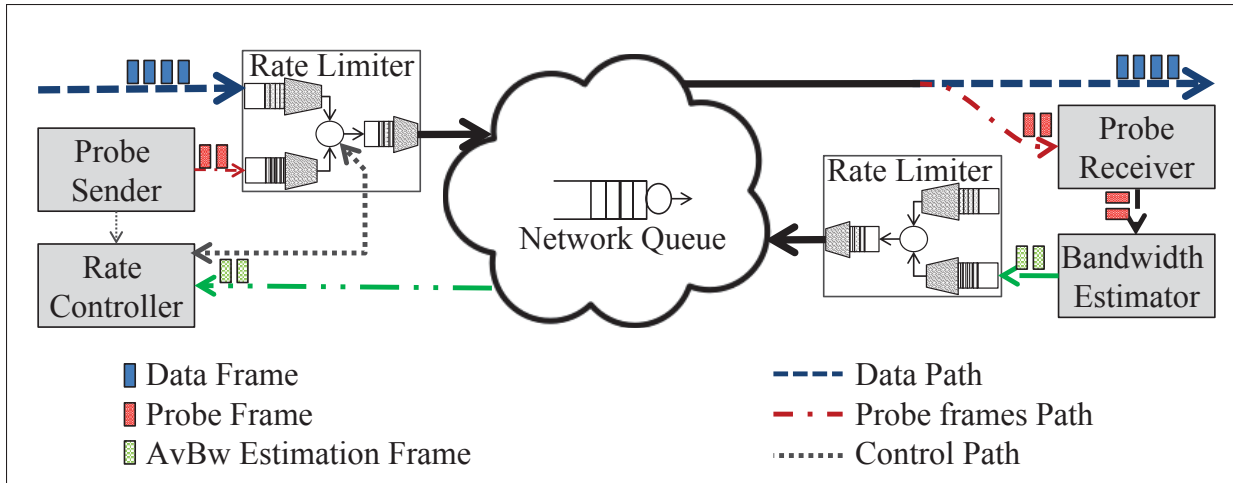 Rate Limiter
Probe
Sender
Rate
Controller
Network Queue
Rate Limiter
Probe
Receiver
Bandwidth
Estimator
Data Frame
Probe Frame
AvBw Estimation Frame
Data Path
Probe frames Path
Control Path